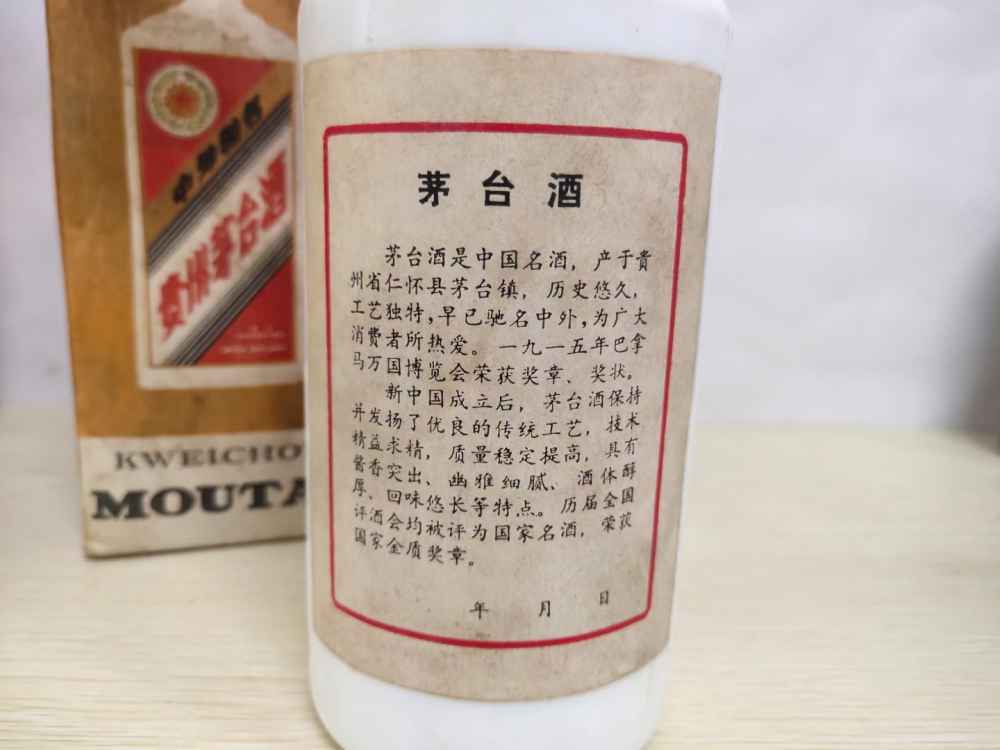 中国名酒
贵州茅台酒
KWEICHO
MOUTA
茅台酒
茅台酒是中国名酒，产于贵
州省仁怀县茅台镇，历史悠久，
工艺独特，早已驰名中外，为广大
消费者所热爱。一九一五年巴拿
马万国博览会荣获奖章、奖状。
新中国成立后，茅台酒保持
并发扬了优良的传统工艺，技术
精益求精，质量稳定提高，具有
酱香突出、幽雅细腻、酒体醇
厚、回味悠长等特点。历届全国
评酒会均被评为国家名酒，荣获
国家金质奖章。
年 月 日